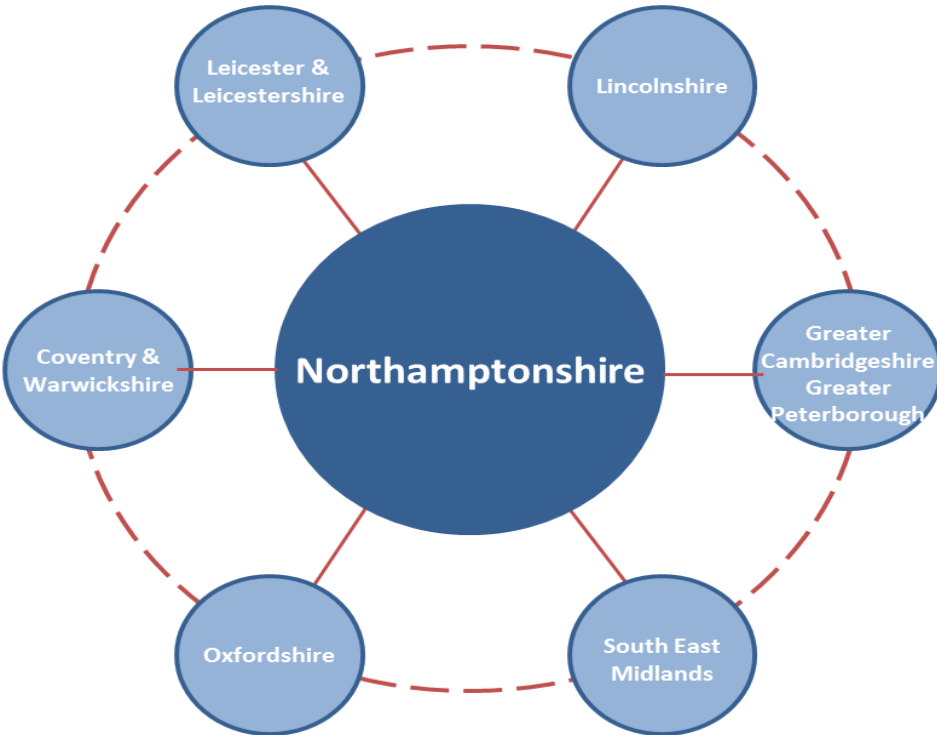 Leicester &
Leicestershire
Lincolnshire
Coventry &
Warwickshire
Northamptonshire
Greater
Cambridgeshire
Greater
Peterborough
Oxfordshire
South East
Midlands